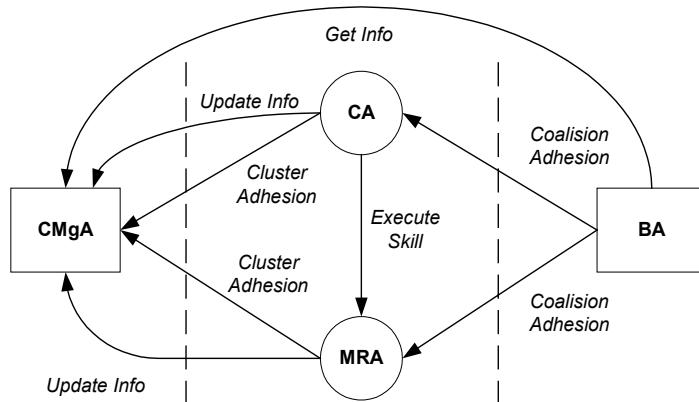 Get Info
Update Info
CA
Coalision
Adhesion
Cluster
Adhesion
CMgA
Execute
Skill
BA
Cluster
Adhesion
Coalision
Adhesion
MRA
Update Info